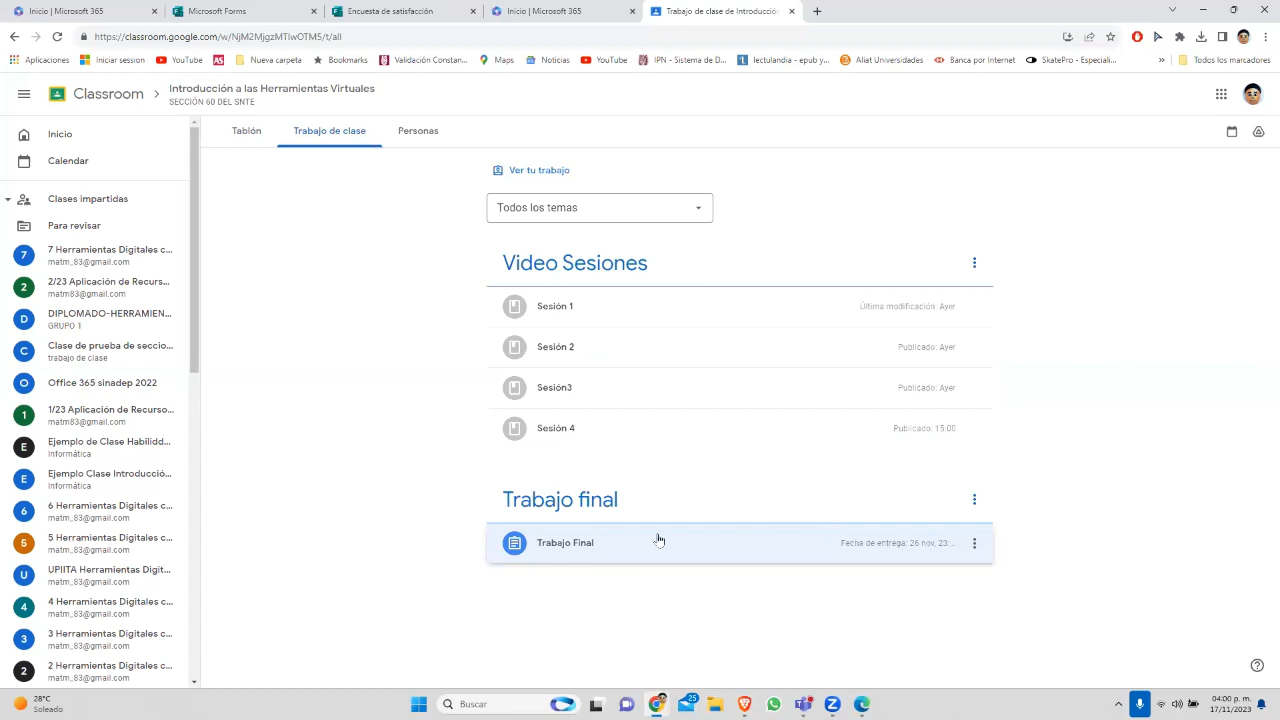 Inicio | Microsoft 365
Microsoft Forms
Encuesta de satisfacción
Inicio | Microsoft 365
Trabajo de clase de Introducción
https://classroom.google.com/w/NjM2MjgzMTIwOTM5/t/all
Aplicaciones
Iniciar sesion
YouTube
Nueva carpeta
Bookmarks
Validación Constan...
Maps
Noticias
YouTube
IPN - Sistema de D...
lectulandia - epub y...
Aliat Universidades
Banca por Internet
SkatePro - Especiali...
»
Todos los marcadores
Classroom
Introducción a las Herramientas Virtuales
SECCIÓN 60 DEL SNTE
Inicio
Calendar
Clases impartidas
Para revisar
7
7 Herramientas Digitales c...
matm_83@gmail.com
2
2/23 Aplicación de Recurs...
matm83@gmail.com
D
DIPLOMADO-HERRAMIEN...
GRUPO 1
C
Clase de prueba de seccio...
trabajo de clase
O
Office 365 sinadep 2022
1
1/23 Aplicación de Recurso...
matm83@gmail.com
E
Ejemplo de Clase Habilidd...
Informática
E
Ejemplo Clase Introducció...
Informática
6
6 Herramientas Digitales c...
matm_83@gmail.com
5
5 Herramientas Digitales c...
matm_83@gmail.com
U
UPIITA Herramientas Digit...
matm_83@gmail.com
4
4 Herramientas Digitales c...
matm_83@gmail.com
3
3 Herramientas Digitales c...
matm_83@gmail.com
2
2 Herramientas Digitales c...
matm_83@gmail.com
Tablón
Trabajo de clase
Personas
Ver tu trabajo
Todos los temas
Video Sesiones
Sesión 1
Última modificación: Ayer
Sesión 2
Publicado: Ayer
Sesión3
Publicado: Ayer
Sesión 4
Publicado: 15:00
Trabajo final
Trabajo Final
Fecha de entrega: 26 nov, 23:...
28°C
Soleado
Buscar
25
04:00 p. m.
17/11/2023